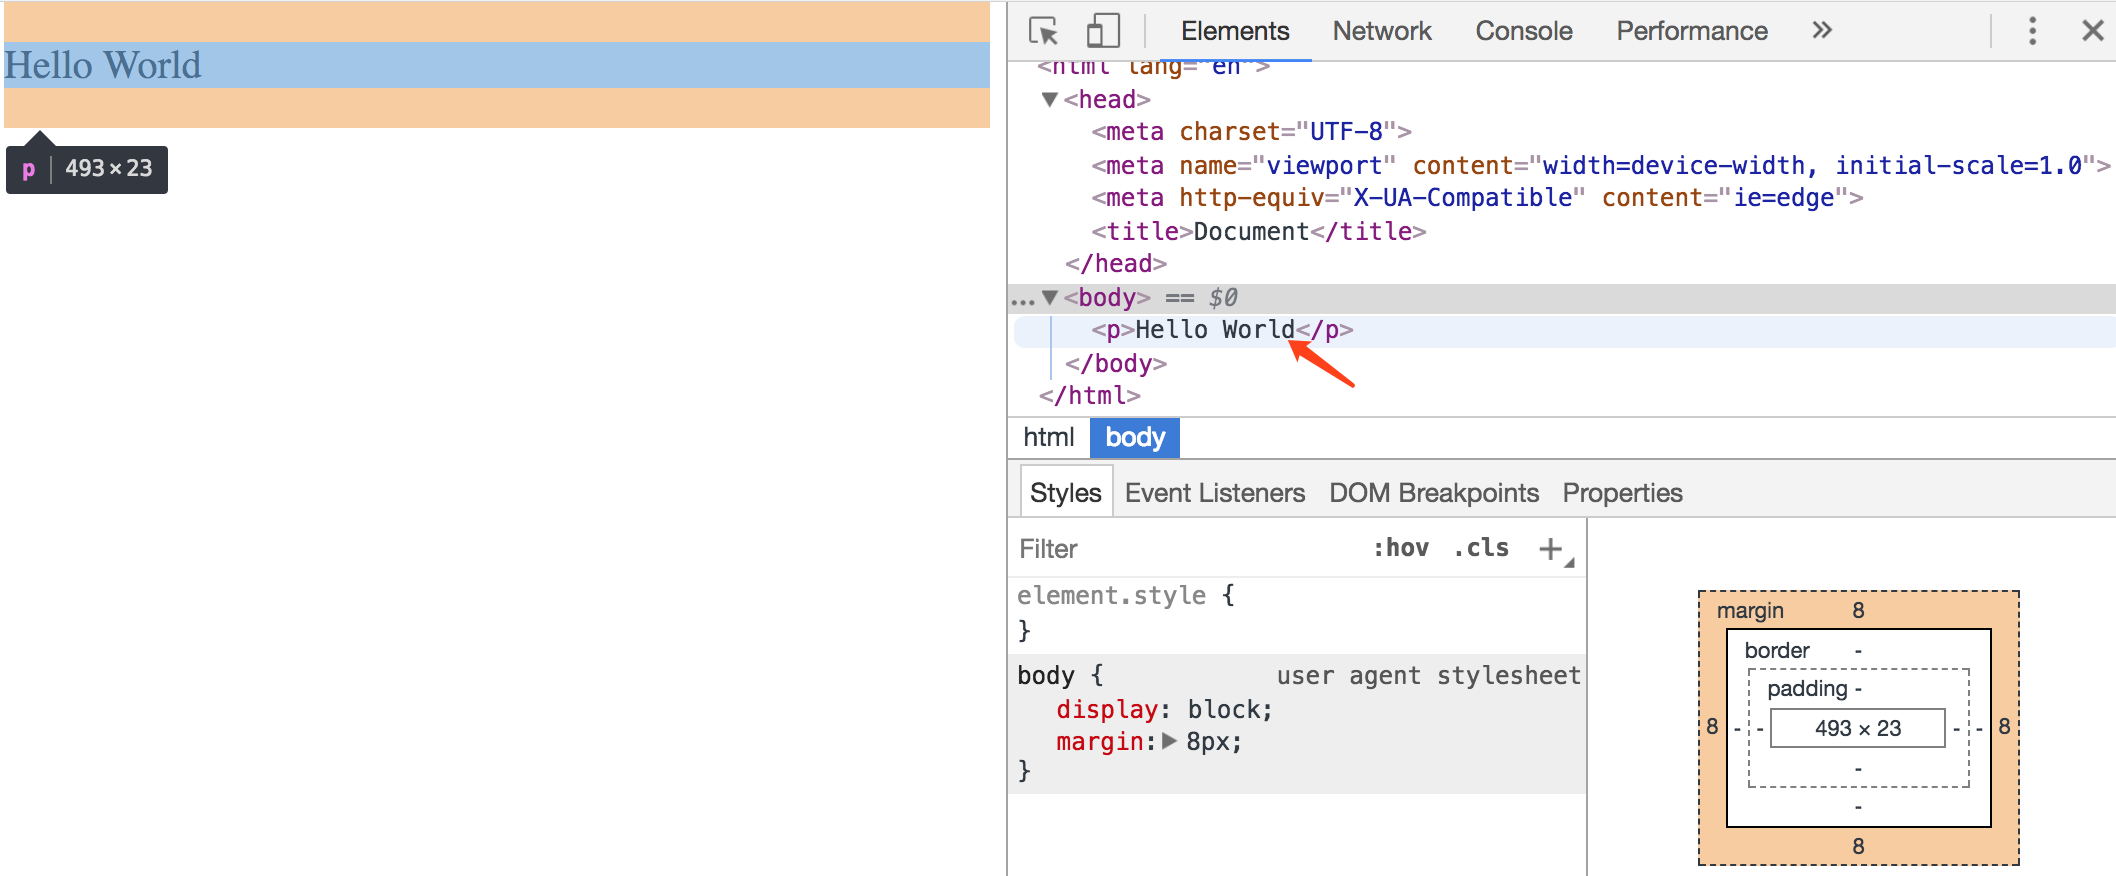 Hello World
p 493 × 23
Elements Network Console Performance »
<html lang="en">
▼<head>
<meta charset="UTF-8">
<meta name="viewport" content="width=device-width, initial-scale=1.0">
<meta http-equiv="X-UA-Compatible" content="ie=edge">
<title>Document</title>
</head>
…▼<body> == $0
<p>Hello World</p>
</body>
</html>
html body
Styles Event Listeners DOM Breakpoints Properties
Filter :hov .cls +
element.style {
}
body { user agent stylesheet
display: block;
margin:▶8px;
}
margin 8
border -
padding -
8 - - 493 × 23 - - 8
-
-
8